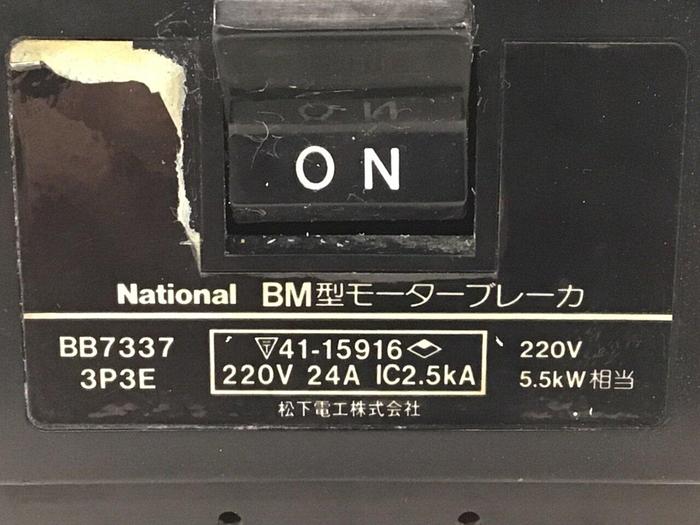 ON
National BM型モーターブレーカ
BB7337
3P3E
41-15916
220V 24A IC2.5kA
220V
5.5kW相当
松下電工株式会社